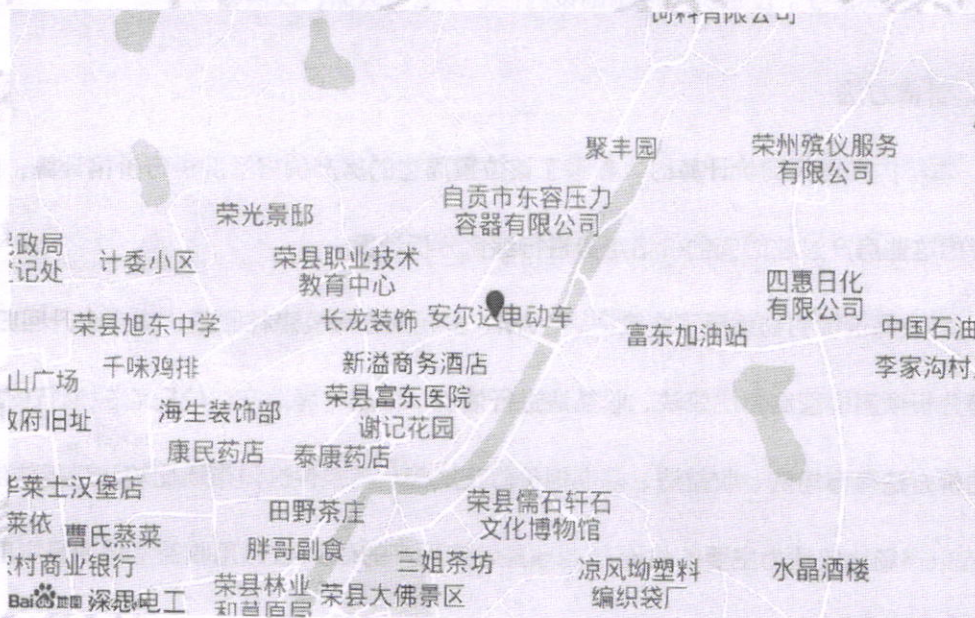 饲料有限公司
聚丰园
荣州殡仪服务
有限公司
自贡市东容压力
容器有限公司
荣光景邸
民政局
登记处
计委小区
荣县职业技术
教育中心
四惠日化
有限公司
荣县旭东中学
长龙装饰
安尔达电动车
富东加油站
中国石油
千味鸡排
新溢商务酒店
李家沟村
山广场
荣县富东医院
政府旧址
海生装饰部
谢记花园
康民药店
泰康药店
华莱士汉堡店
田野茶庄
荣县儒石轩石
文化博物馆
莱依
曹氏蒸菜
胖哥副食
农村商业银行
三姐茶坊
凉风坳塑料
编织袋厂
水晶酒楼
荣县林业
和草原局
荣县大佛景区
Bai地图
深思电工